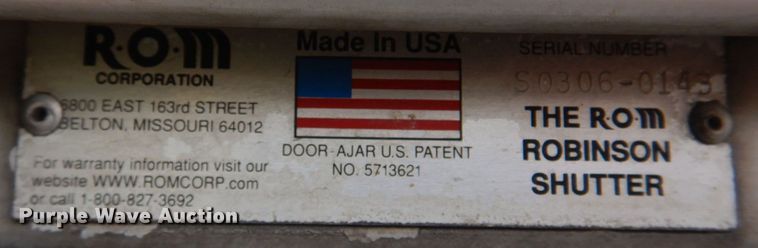 R·O·M
CORPORATION
6800 EAST 163rd STREET
BELTON, MISSOURI 64012
For warranty information visit our
website WWW.ROMCORP.com
or call 1-800-827-3692
Made In USA
DOOR-AJAR U.S. PATENT
NO. 5713621
SERIAL NUMBER
S0306-0143
THE R·O·M
ROBINSON
SHUTTER
Purple Wave Auction